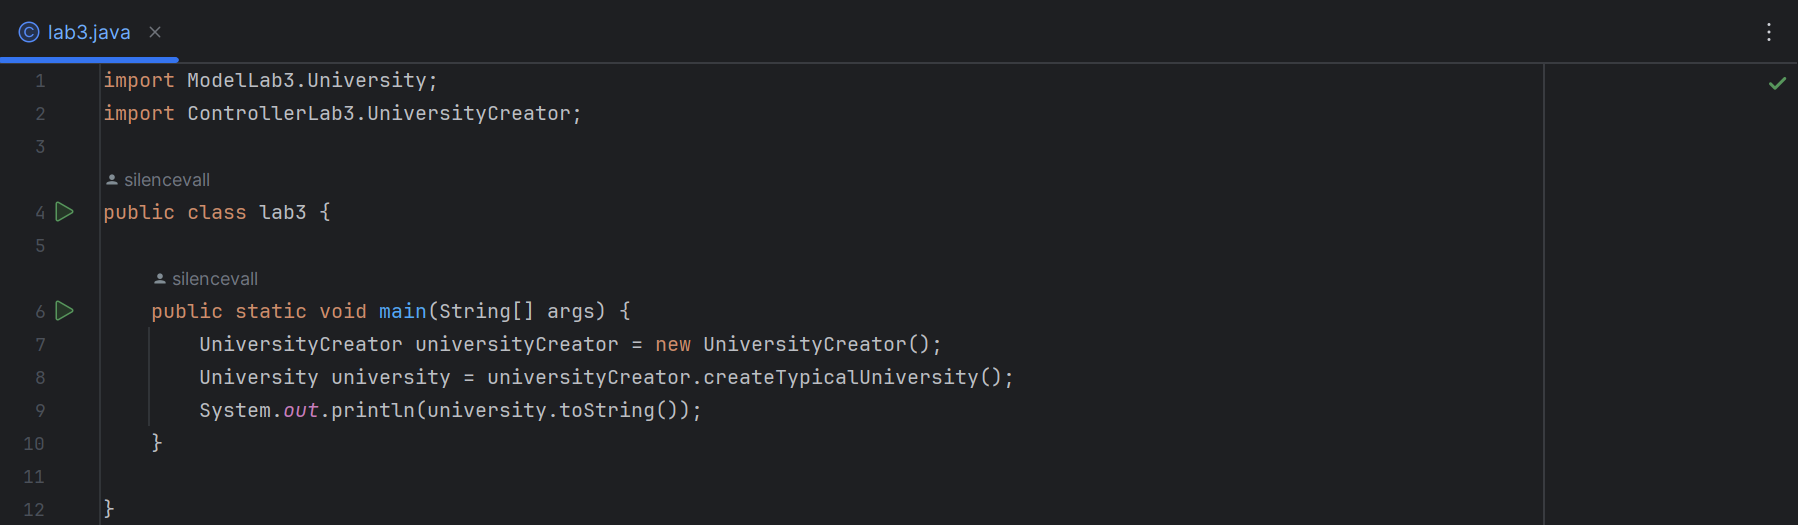 lab3.java
1 import ModelLab3.University;
2 import ControllerLab3.UniversityCreator;
3
silencevall
4 public class lab3 {
5
silencevall
6 public static void main(String[] args) {
7 UniversityCreator universityCreator = new UniversityCreator();
8 University university = universityCreator.createTypicalUniversity();
9 System.out.println(university.toString());
10 }
11
12 }